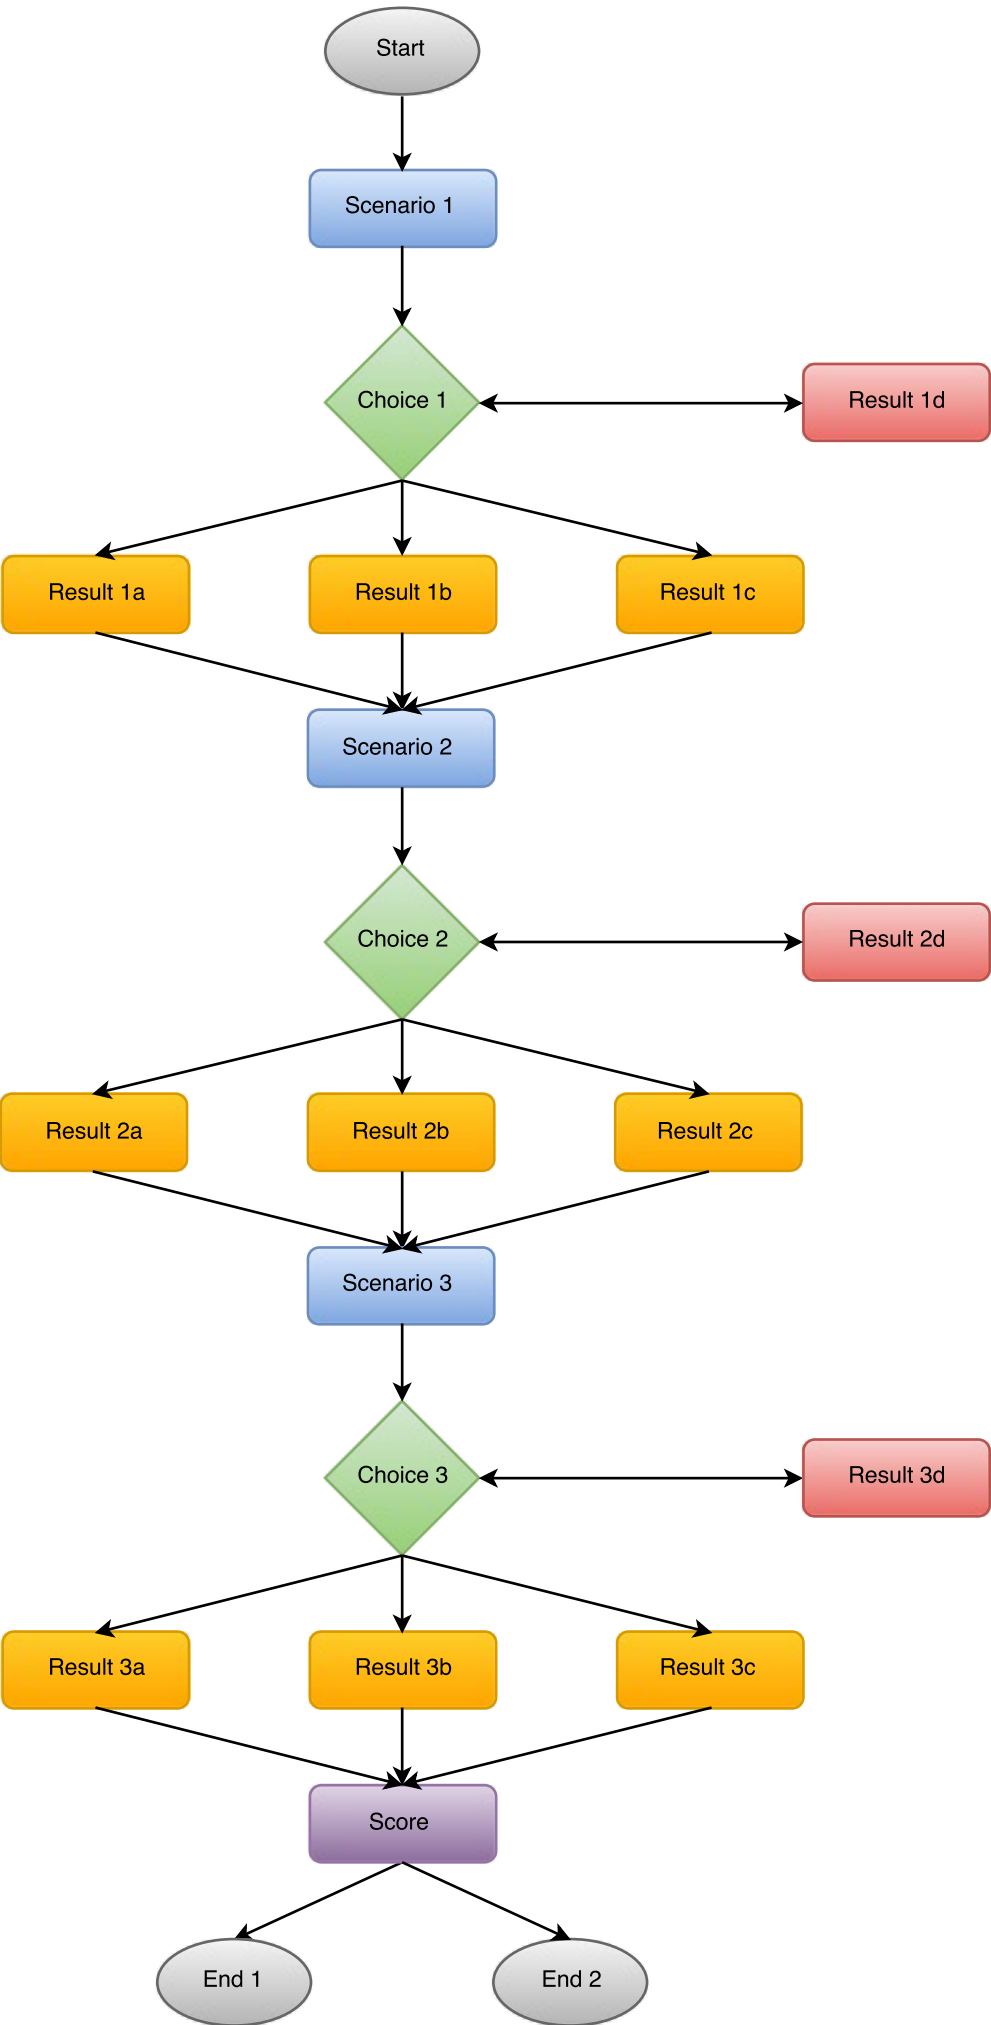 Start
Scenario 1
Choice 1
Result 1d
Result 1a
Result 1b
Result 1c
Scenario 2
Choice 2
Result 2d
Result 2a
Result 2b
Result 2c
Scenario 3
Choice 3
Result 3d
Result 3a
Result 3b
Result 3c
Score
End 1
End 2